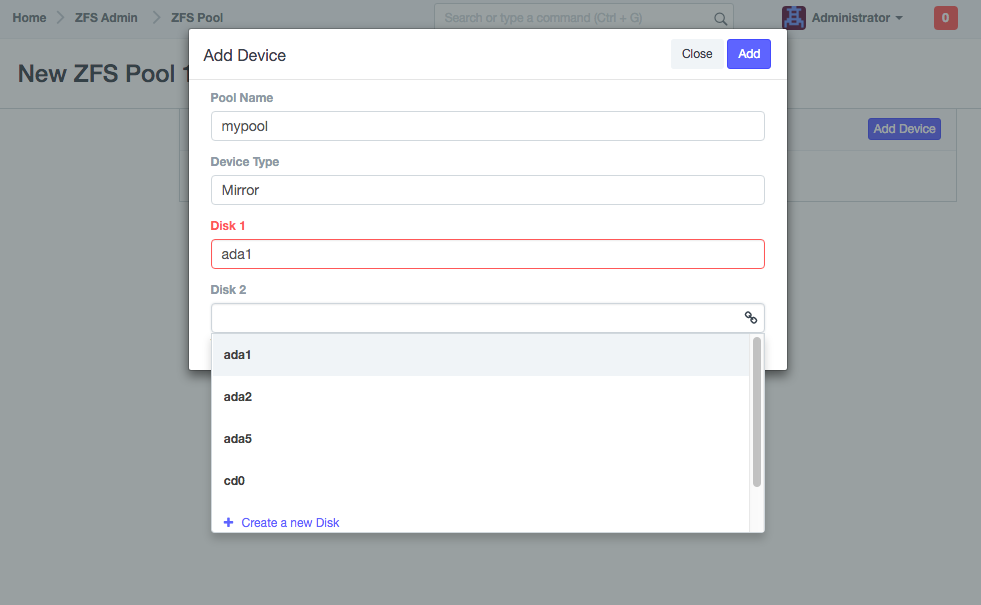 Home ZFS Admin ZFS Pool Search or type a command (Ctrl + G) Administrator 0
New ZFS Pool 1
Add Device Close Add
Add Device
Pool Name
mypool
Device Type
Mirror
Disk 1
ada1
Disk 2
ada1
ada2
ada5
cd0
+ Create a new Disk